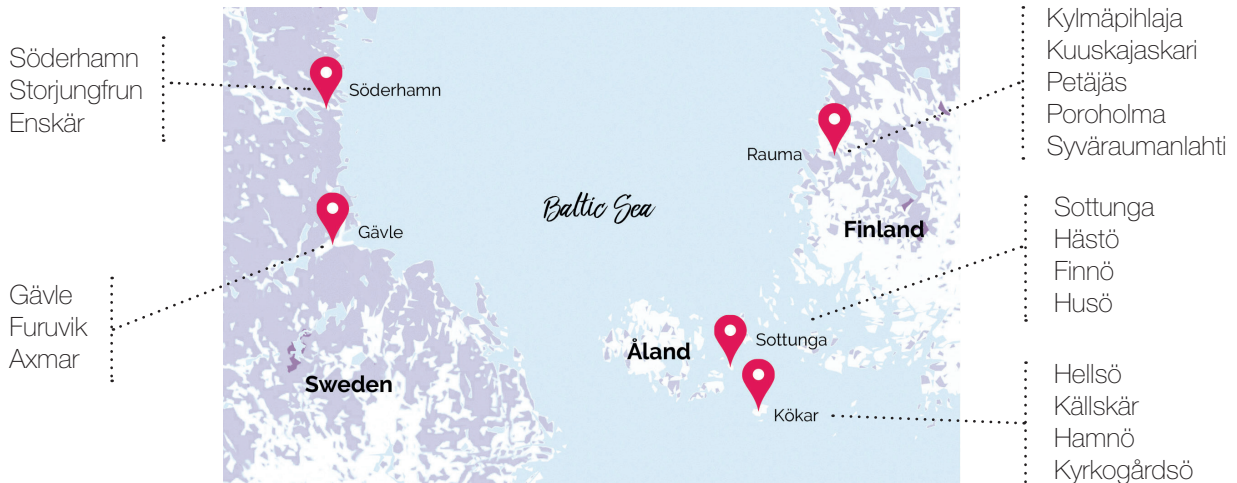 Söderhamn
Storjungfrun
Enskär
Gävle
Furuvik
Axmar
Söderhamn
Gävle
Sweden
Baltic Sea
Åland
Rauma
Finland
Sottunga
Kökar
Kylmäpihlaja
Kuuskajaskari
Petäjäs
Poroholma
Syväraumanlahti
Sottunga
Hästö
Finnö
Husö
Hellsö
Källskär
Hamnö
Kyrkogårdsö